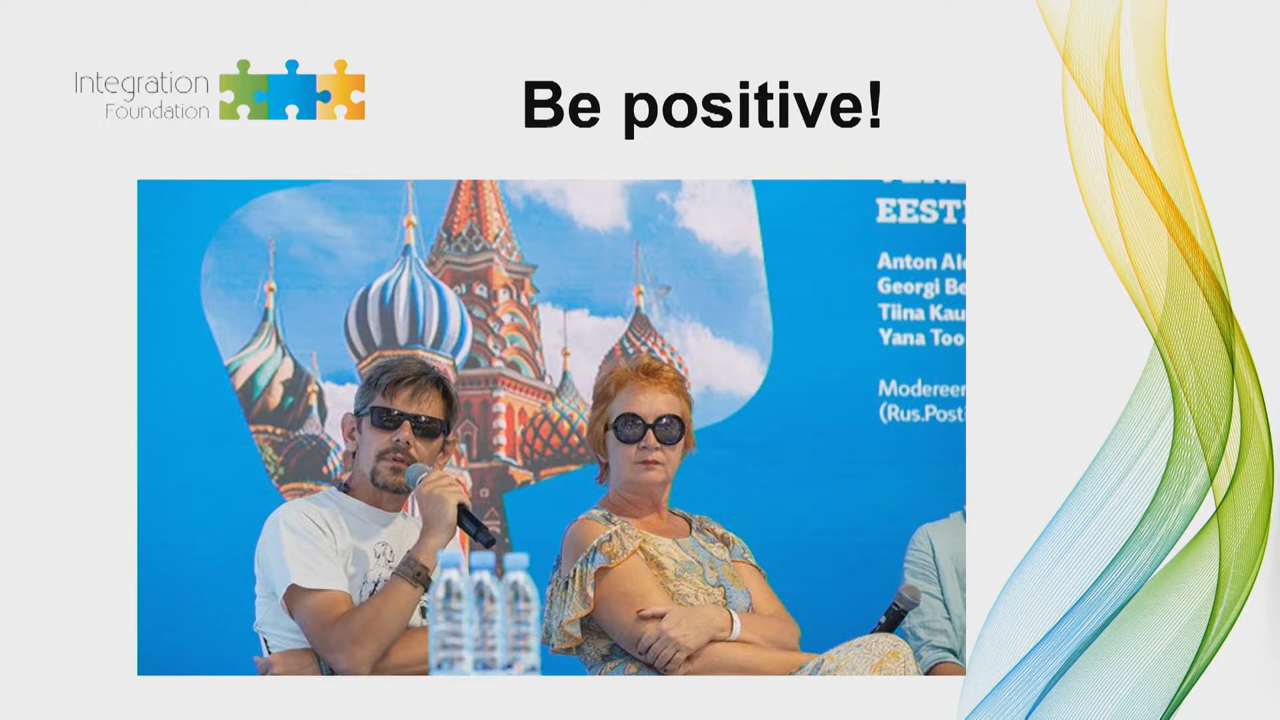 Integration
Foundation
Be positive!
EEST
Anton Al
Georgi Be
Tiina Kau
Yana Too
Modereer
(Rus.Post